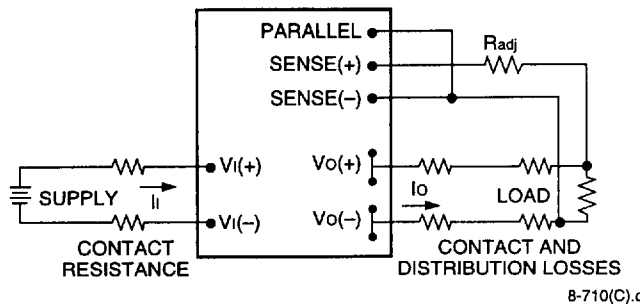 PARALLEL
SENSE(+)
SENSE(–)
Radj
VI(+)
VO(+)
SUPPLY
II
IO
LOAD
VI(–)
VO(–)
CONTACT
RESISTANCE
CONTACT AND
DISTRIBUTION LOSSES